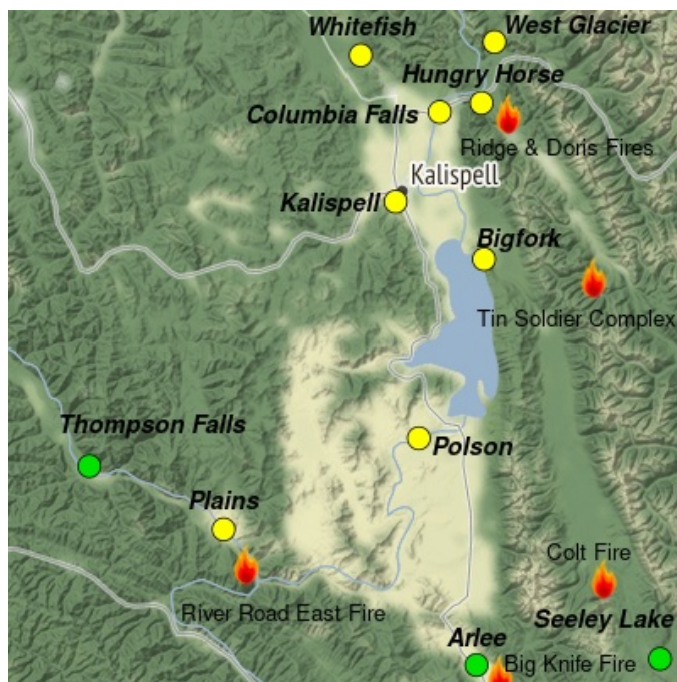 Whitefish
West Glacier
Hungry Horse
Columbia Falls
Ridge & Doris Fires
Kalispell
Kalispell
Bigfork
Tin Soldier Complex
Thompson Falls
Polson
Plains
Colt Fire
River Road East Fire
Seeley Lake
Arlee
Big Knife Fire